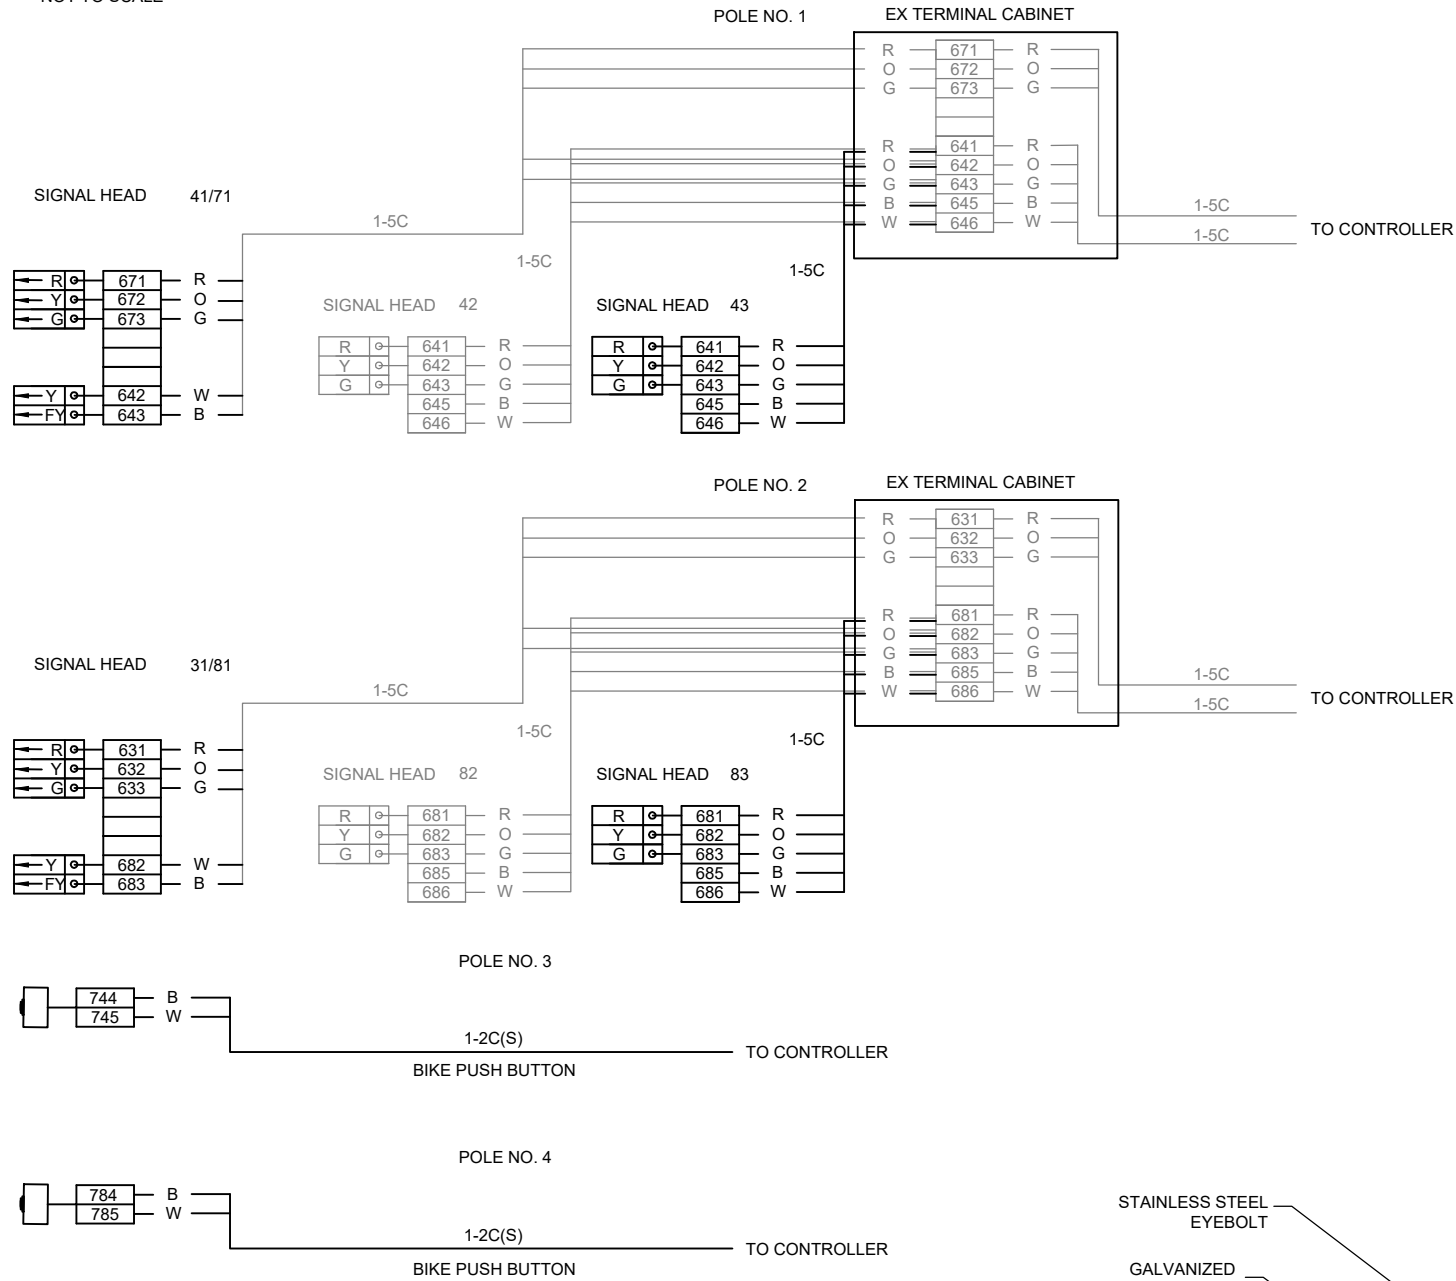 NOT TO SCALE
POLE NO. 1
EX TERMINAL CABINET
R 671 R
O 672 O
G 673 G
R 641 R
O 642 O
G 643 G
B 645 B
W 646 W
1-5C
1-5C
TO CONTROLLER
SIGNAL HEAD 41/71
1-5C
R 671 R
Y 672 O
G 673 G
Y 642 W
FY 643 B
1-5C
SIGNAL HEAD 42
R 641 R
Y 642 O
G 643 G
645 B
646 W
1-5C
SIGNAL HEAD 43
R 641 R
Y 642 O
G 643 G
645 B
646 W
POLE NO. 2
EX TERMINAL CABINET
R 631 R
O 632 O
G 633 G
R 681 R
O 682 O
G 683 G
B 685 B
W 686 W
1-5C
1-5C
TO CONTROLLER
SIGNAL HEAD 31/81
1-5C
R 631 R
Y 632 O
G 633 G
Y 682 W
FY 683 B
1-5C
SIGNAL HEAD 82
R 681 R
Y 682 O
G 683 G
685 B
686 W
1-5C
SIGNAL HEAD 83
R 681 R
Y 682 O
G 683 G
685 B
686 W
POLE NO. 3
744 B
745 W
1-2C(S)
BIKE PUSH BUTTON
TO CONTROLLER
POLE NO. 4
784 B
785 W
1-2C(S)
BIKE PUSH BUTTON
TO CONTROLLER
STAINLESS STEEL
EYEBOLT
GALVANIZED